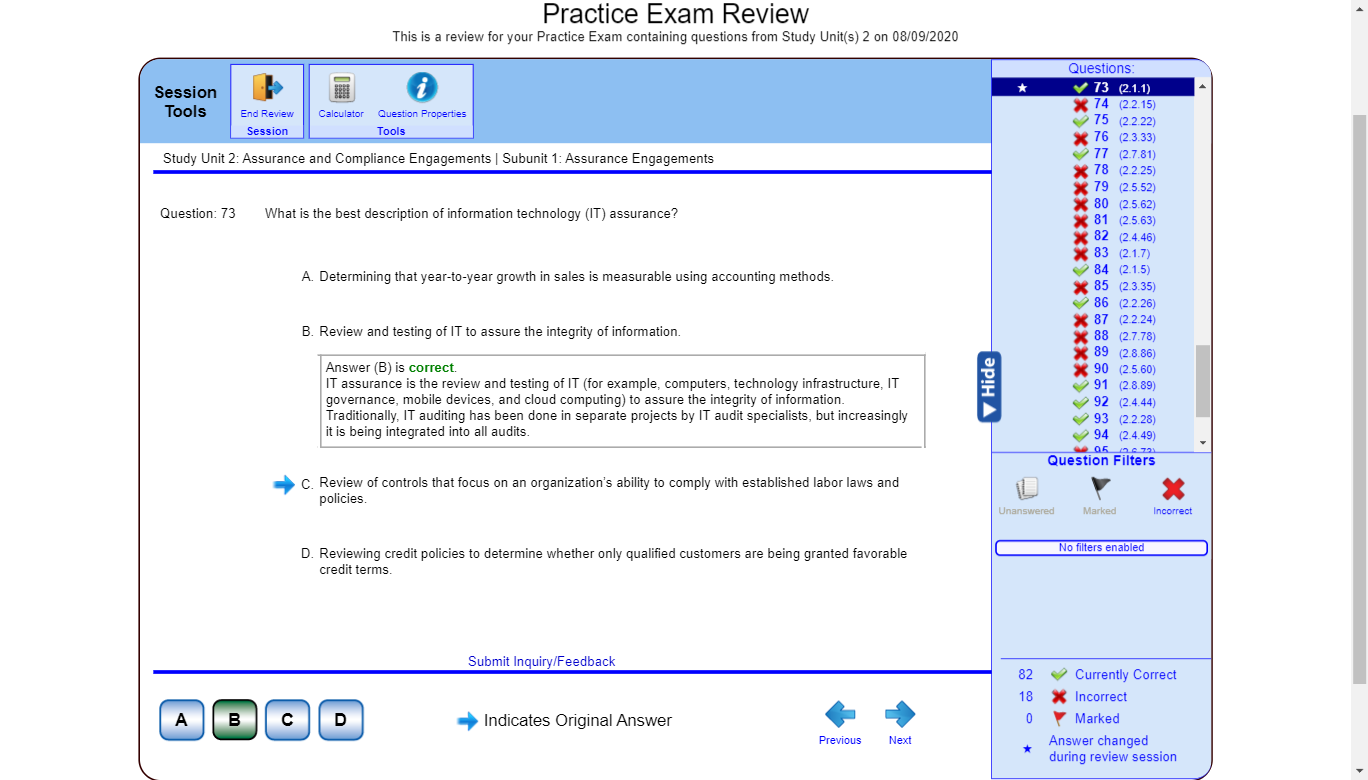 Practice Exam Review
This is a review for your Practice Exam containing questions from Study Unit(s) 2 on 08/09/2020
Session
Tools
End Review
Session
Calculator
Question Properties
Tools
Study Unit 2: Assurance and Compliance Engagements | Subunit 1: Assurance Engagements
Question: 73 What is the best description of information technology (IT) assurance?
A. Determining that year-to-year growth in sales is measurable using accounting methods.
B. Review and testing of IT to assure the integrity of information.
Answer (B) is correct.
IT assurance is the review and testing of IT (for example, computers, technology infrastructure, IT
governance, mobile devices, and cloud computing) to assure the integrity of information.
Traditionally, IT auditing has been done in separate projects by IT audit specialists, but increasingly
it is being integrated into all audits.
C. Review of controls that focus on an organization's ability to comply with established labor laws and
policies.
D. Reviewing credit policies to determine whether only qualified customers are being granted favorable
credit terms.
Submit Inquiry/Feedback
A B C D
Indicates Original Answer
Previous
Next
Hide
Questions:
73 (2.1.1)
74 (2.2.15)
75 (2.2.22)
76 (2.3.33)
77 (2.7.81)
78 (2.2.25)
79 (2.5.52)
80 (2.5.62)
81 (2.5.63)
82 (2.4.46)
83 (2.1.7)
84 (2.1.5)
85 (2.3.35)
86 (2.2.26)
87 (2.2.24)
88 (2.7.78)
89 (2.8.86)
90 (2.5.60)
91 (2.8.89)
92 (2.4.44)
93 (2.2.28)
94 (2.4.49)
95 (2.6.73)
Question Filters
Unanswered
Marked
Incorrect
No filters enabled
82 Currently Correct
18 Incorrect
0 Marked
Answer changed
during review session